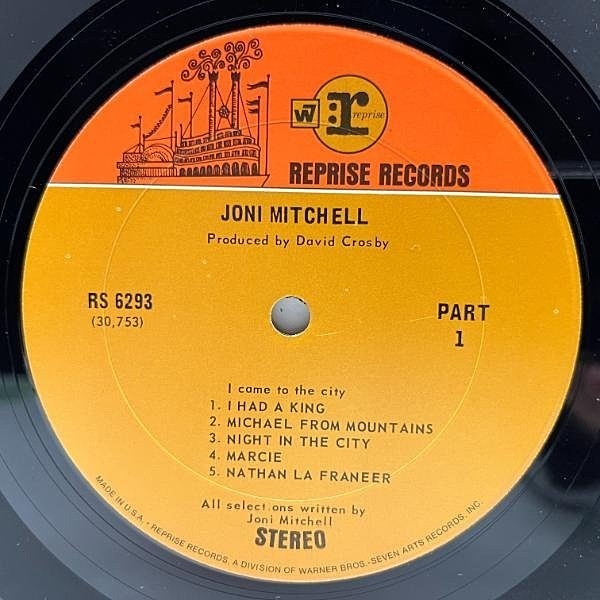 W7
r
reprise
REPRISE RECORDS
JONI MITCHELL
Produced by David Crosby
RS 6293
(30,753)
PART
1
I came to the city
1. I HAD A KING
2. MICHAEL FROM MOUNTAINS
3. NIGHT IN THE CITY
4. MARCIE
5. NATHAN LA FRANEER
All selections written by
Joni Mitchell
STEREO
MADE IN U.S.A. - REPRISE RECORDS, A DIVISION OF WARNER BROS.-SEVEN ARTS RECORDS, INC.